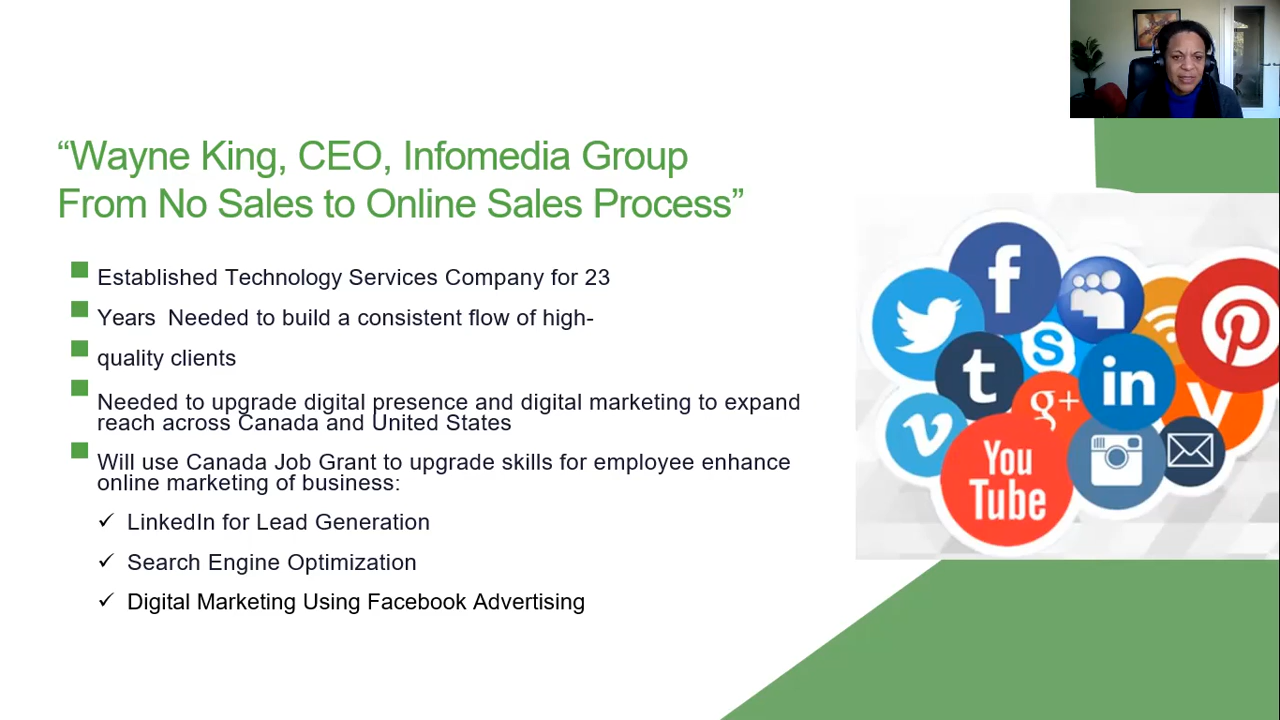 “Wayne King, CEO, Infomedia Group
From No Sales to Online Sales Process”
Established Technology Services Company for 23
Years Needed to build a consistent flow of high-
quality clients
Needed to upgrade digital presence and digital marketing to expand
reach across Canada and United States
Will use Canada Job Grant to upgrade skills for employee enhance
online marketing of business:
LinkedIn for Lead Generation
Search Engine Optimization
Digital Marketing Using Facebook Advertising
f
t
S
in
g+
V
v
You
Tube